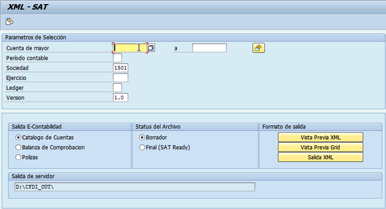 XML - SAT
Parametros de Selección
Cuenta de mayor a
Período contable
Sociedad 1501
Ejercicio
Ledger
Version 1.0
Salida E-Contabilidad Status del Archivo Formato de salida
Catalogo de Cuentas Borrador Vista Previa XML
Balanza de Comprobacion Final (SAT Ready) Vista Previa Grid
Polizas Salida XML
Salida de servidor
D:\CFDI_OUT\